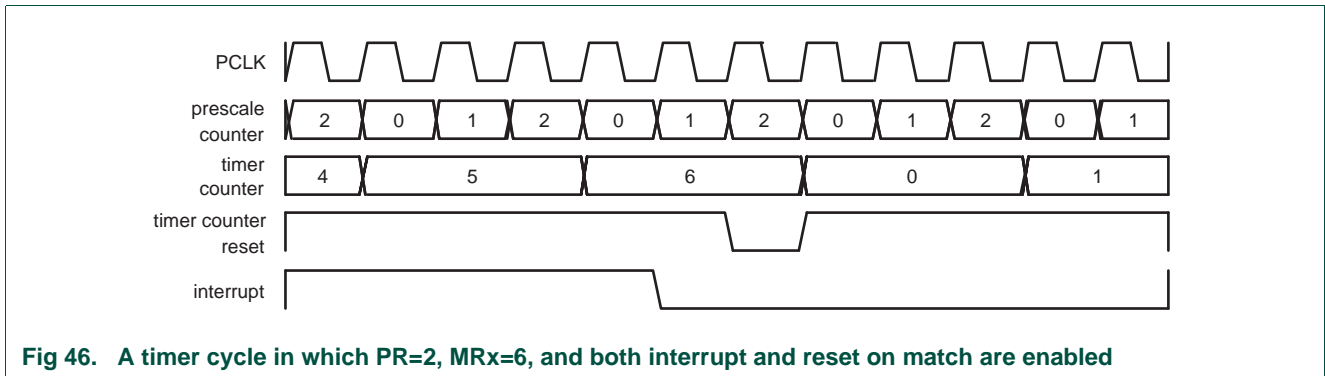 PCLK
prescale
counter
2 0 1 2 0 1 2 0 1 2 0 1
timer
counter
4 5 6 0 1
timer counter
reset
interrupt
Fig 46. A timer cycle in which PR=2, MRx=6, and both interrupt and reset on match are enabled